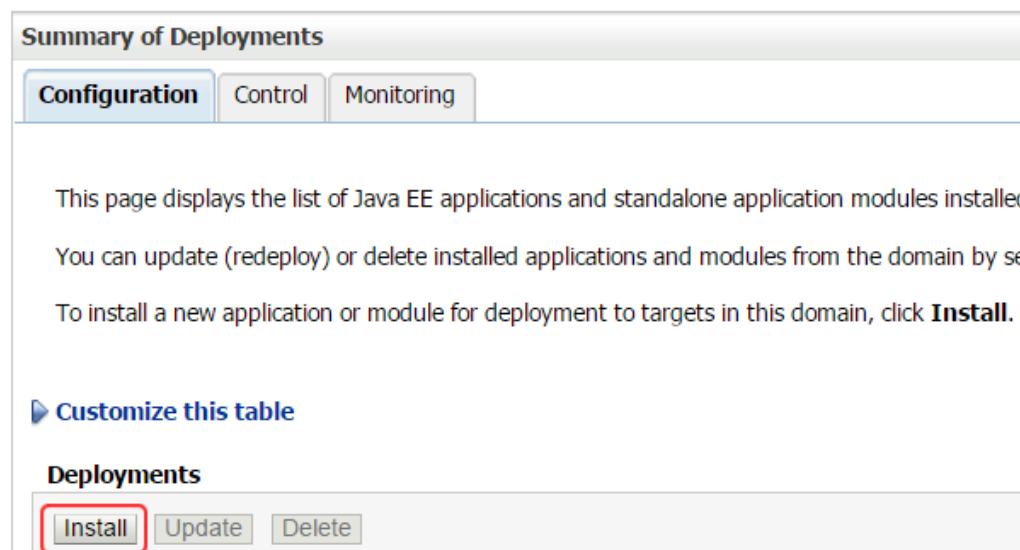 Summary of Deployments
Configuration Control Monitoring
This page displays the list of Java EE applications and standalone application modules installed
You can update (redeploy) or delete installed applications and modules from the domain by se
To install a new application or module for deployment to targets in this domain, click Install.
Customize this table
Deployments
Install Update Delete